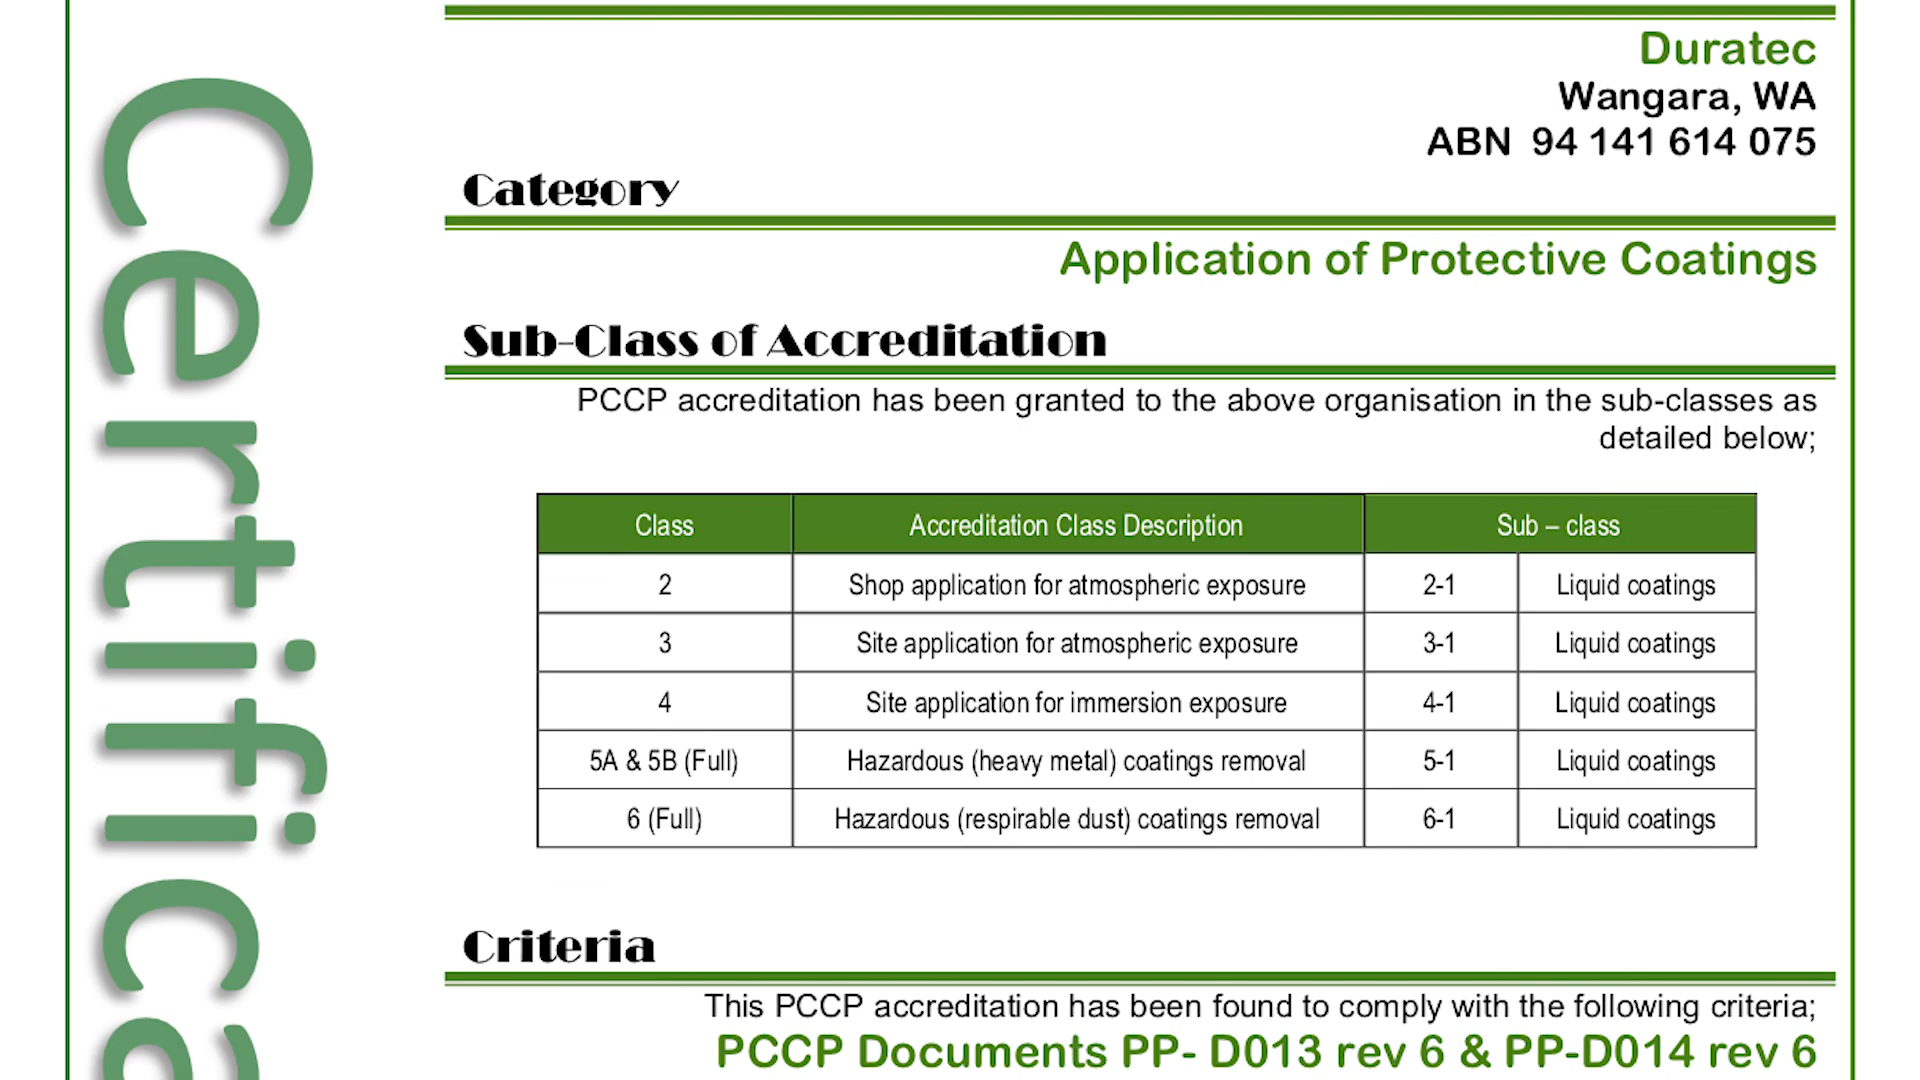 Certifica
Duratec
Wangara, WA
ABN 94 141 614 075
Category
Application of Protective Coatings
Sub-Class of Accreditation
PCCP accreditation has been granted to the above organisation in the sub-classes as
detailed below;
Class Accreditation Class Description Sub – class
2 Shop application for atmospheric exposure 2-1 Liquid coatings
3 Site application for atmospheric exposure 3-1 Liquid coatings
4 Site application for immersion exposure 4-1 Liquid coatings
5A & 5B (Full) Hazardous (heavy metal) coatings removal 5-1 Liquid coatings
6 (Full) Hazardous (respirable dust) coatings removal 6-1 Liquid coatings
Criteria
This PCCP accreditation has been found to comply with the following criteria;
PCCP Documents PP- D013 rev 6 & PP-D014 rev 6